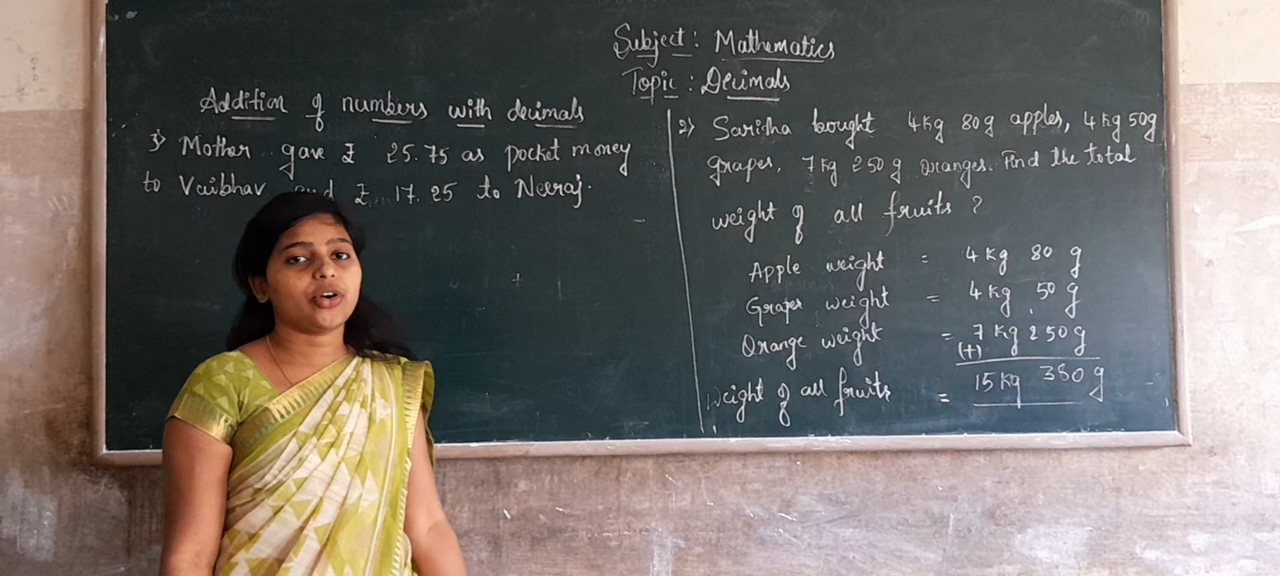 Subject: Mathematics
Topic: Decimals
Addition of numbers with decimals
3) Mother gave ₹ 25.75 as pocket money
to Vaibhav and ₹ 17.25 to Neeraj.
2) Saritha bought 4kg 80g apples, 4kg 50g
grapes, 7kg 250g oranges. Find the total
weight of all fruits ?
Apple weight = 4 kg 80 g
Grapes weight = 4 kg 50 g
Orange weight = 7 kg 250 g
(+)
Weight of all fruits = 15 kg 380 g